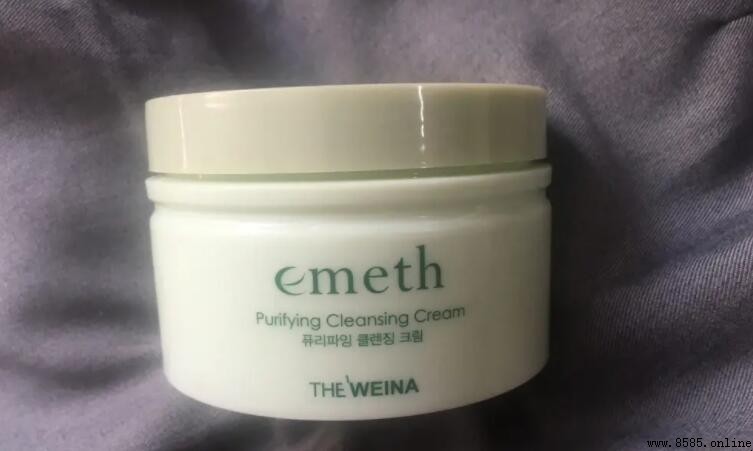 emeth
Purifying Cleansing Cream
퓨리파잉 클렌징 크림
THE WEINA
www.8585.online